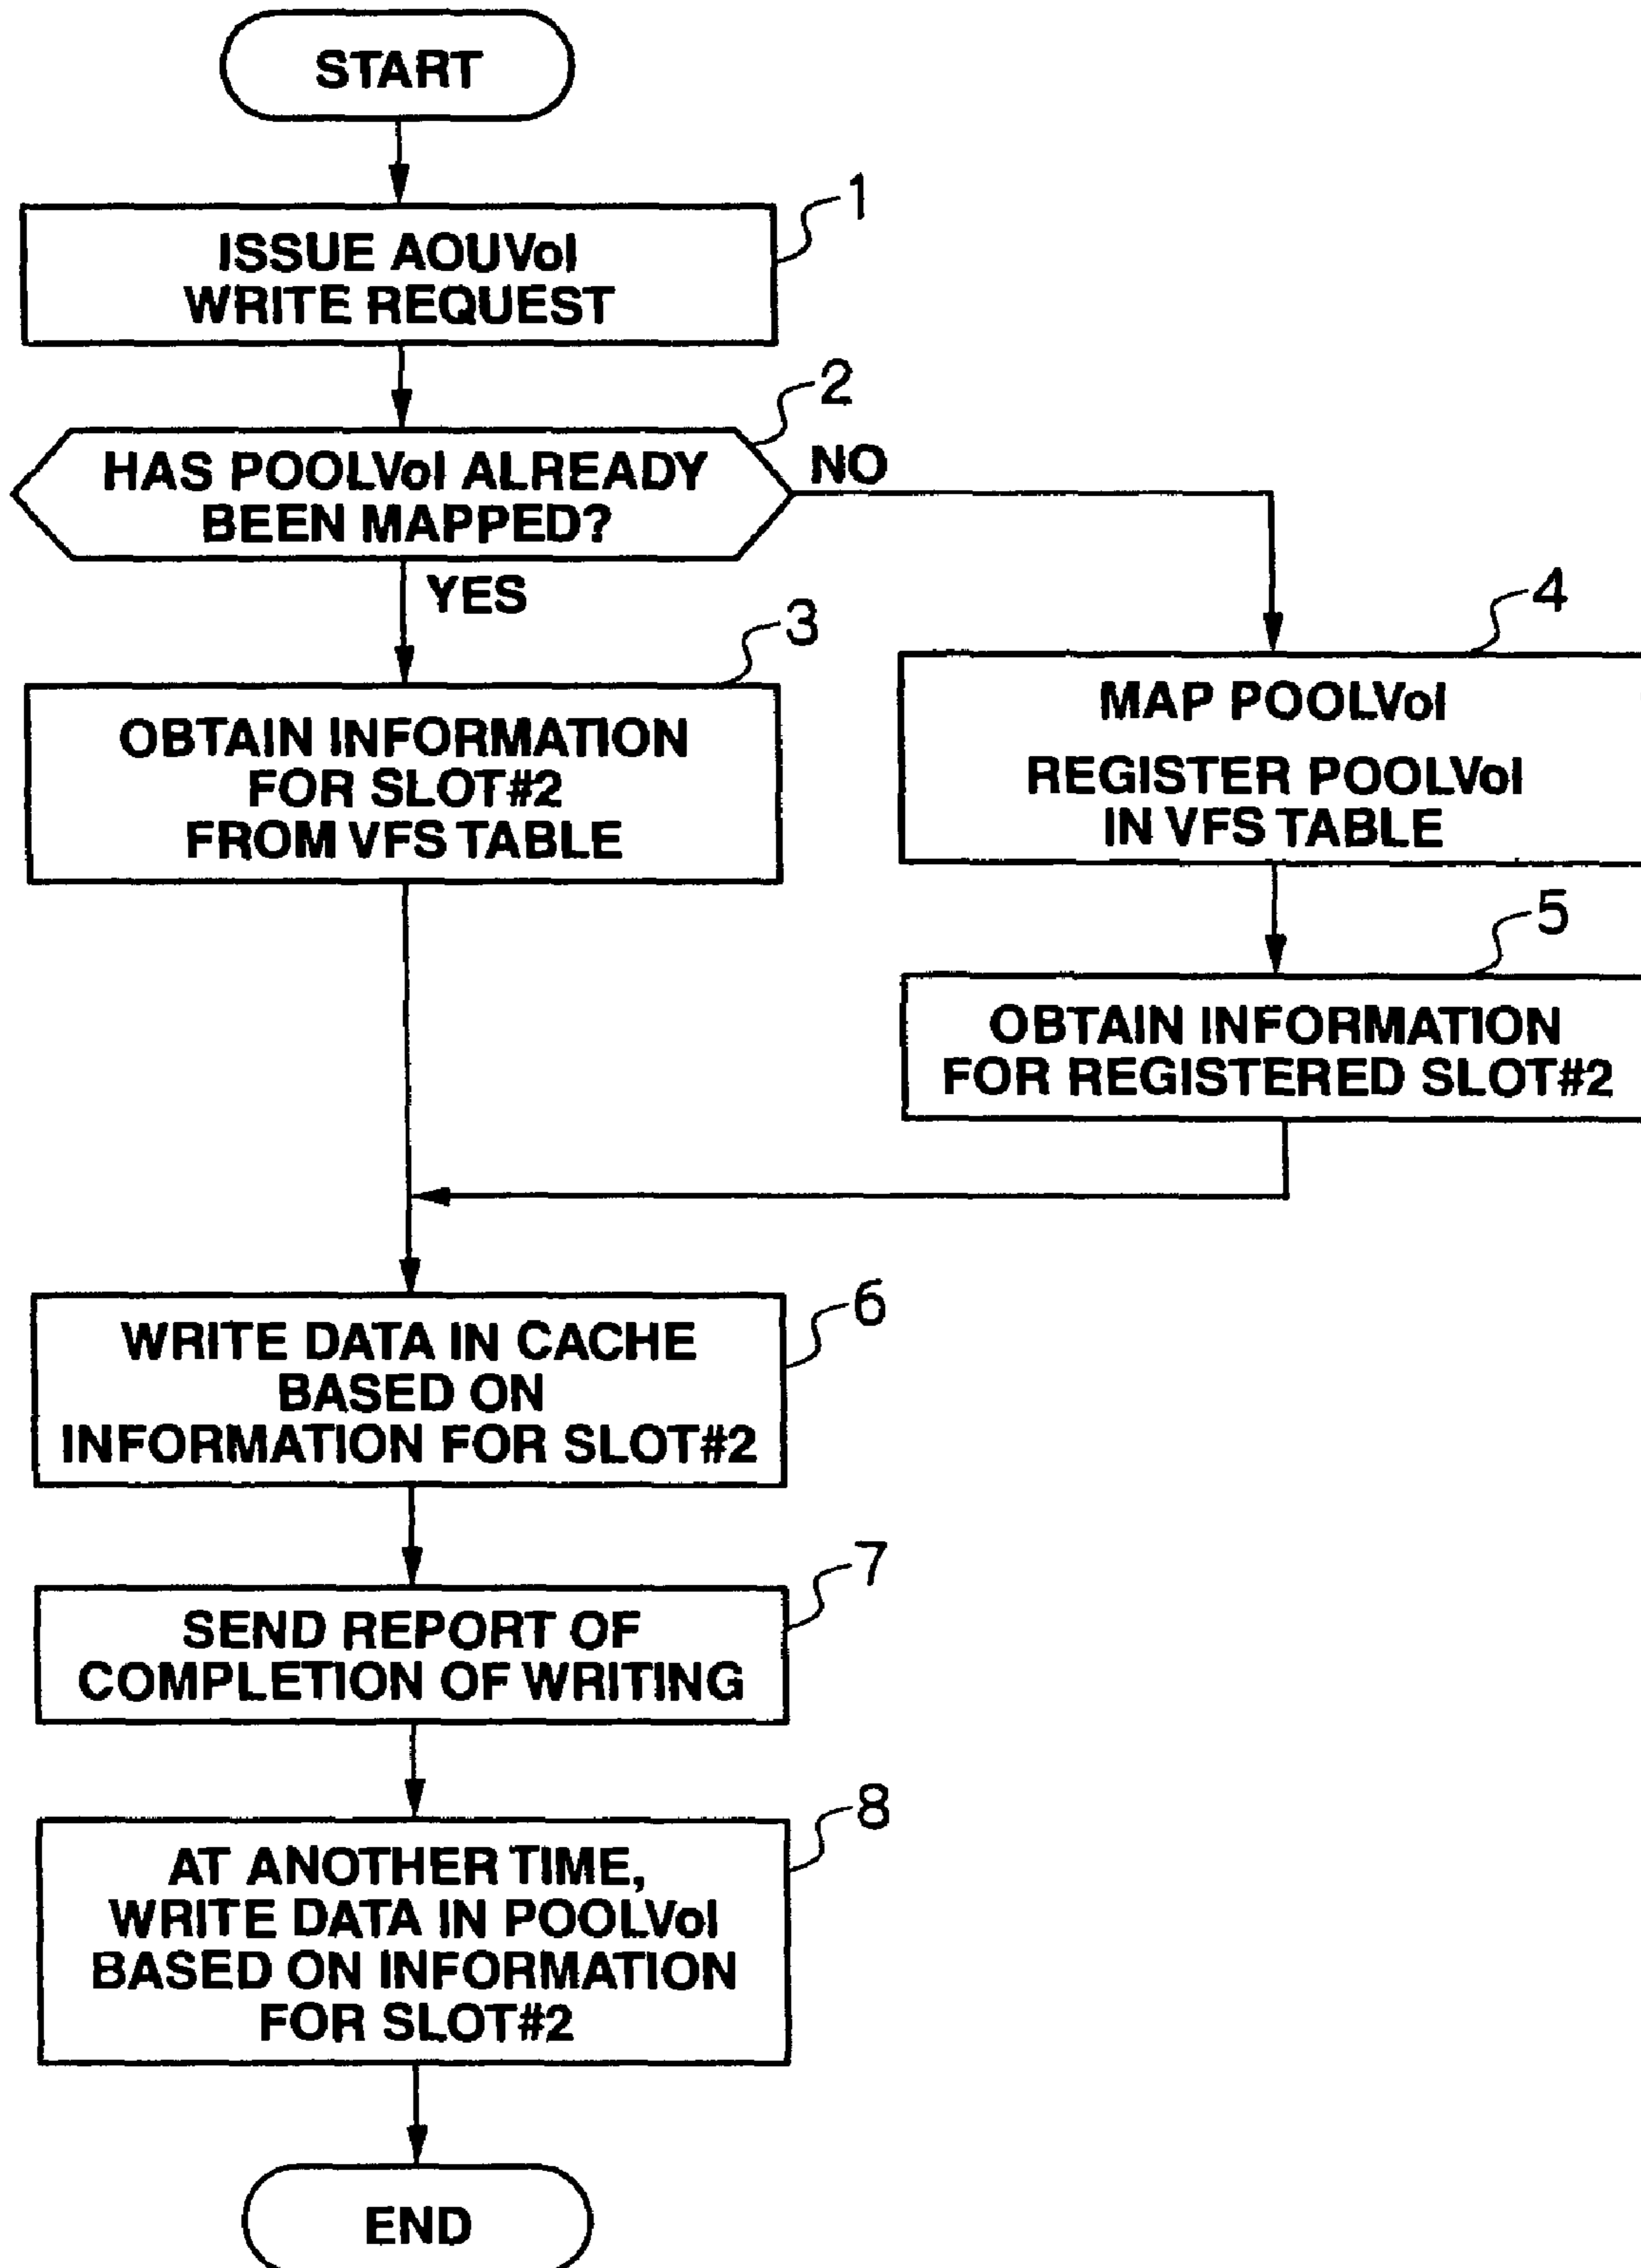 START
1
ISSUE AOUVol
WRITE REQUEST
2
HAS POOLVol ALREADY
BEEN MAPPED?
NO
YES
3
OBTAIN INFORMATION
FOR SLOT#2
FROM VFS TABLE
4
MAP POOLVol
REGISTER POOLVol
IN VFS TABLE
5
OBTAIN INFORMATION
FOR REGISTERED SLOT#2
6
WRITE DATA IN CACHE
BASED ON
INFORMATION FOR SLOT#2
7
SEND REPORT OF
COMPLETION OF WRITING
8
AT ANOTHER TIME,
WRITE DATA IN POOLVol
BASED ON INFORMATION
FOR SLOT#2
END